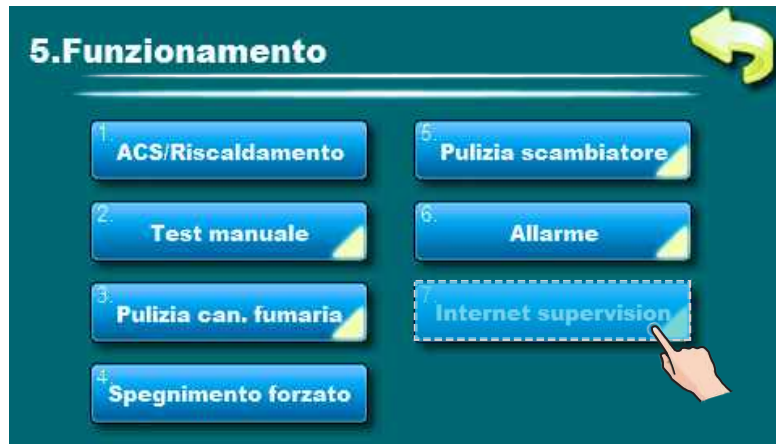 5.Funzionamento
1.
ACS/Riscaldamento
2.
Test manuale
3.
Pulizia can. fumaria
4.
Spegnimento forzato
5.
Pulizia scambiatore
6.
Allarme
7.
Internet supervision